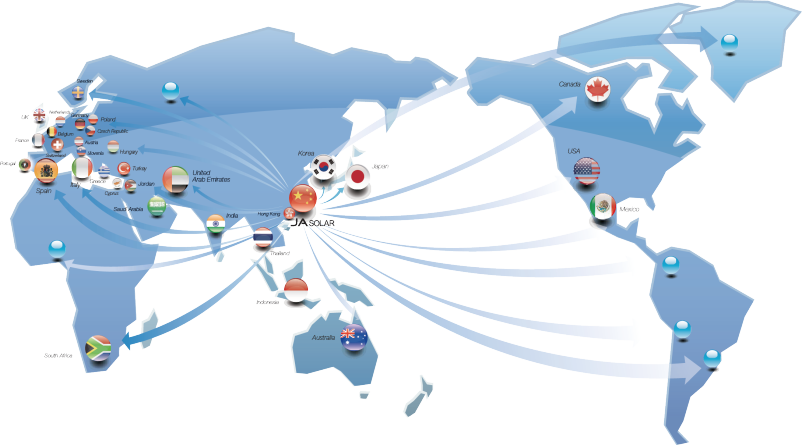 Sweden
Canada
UK
Netherlands
Germany
Poland
Belgium
Czech Republic
France
Austria
Switzerland
Slovenia
Hungary
USA
Korea
Portugal
Turkey
Japan
United
Arab Emirates
Greece
Spain
Italy
Jordan
Cyprus
Saudi Arabia
Mexico
India
Hong Kong
JA SOLAR
Thailand
Indonesia
Australia
South Africa